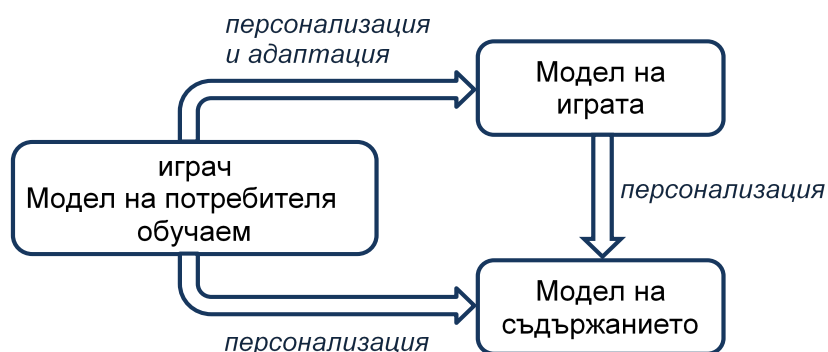 персонализация
и адаптация
Модел на
играта
играч
Модел на потребителя
обучаем
персонализация
Модел на
съдържанието
персонализация